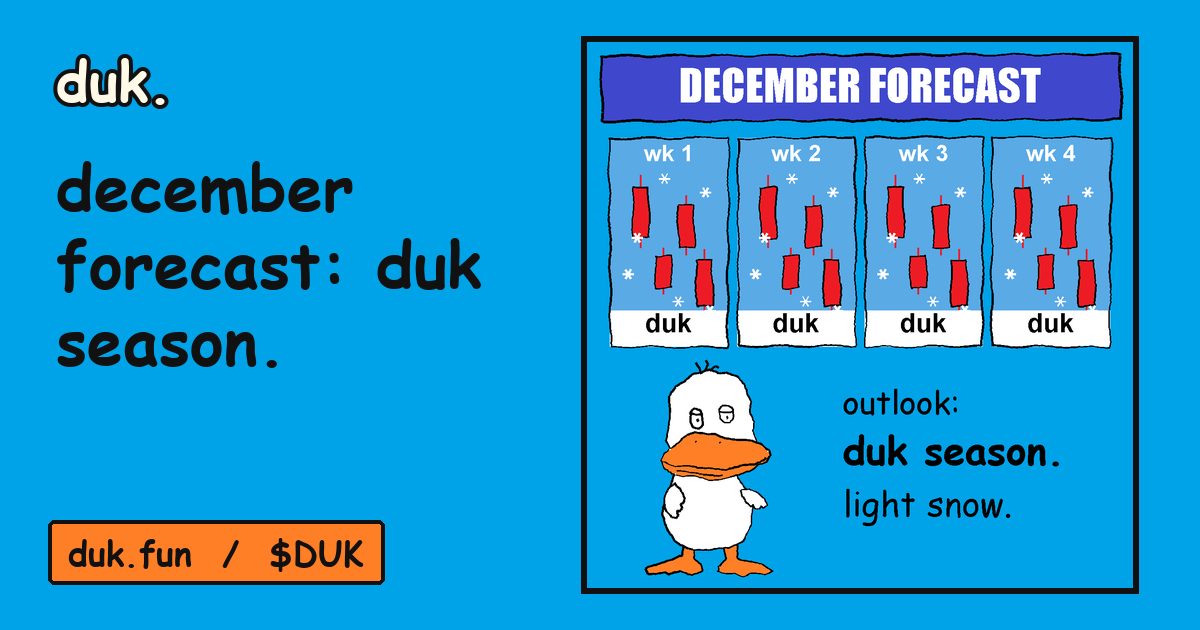 duk.
december
forecast: duk
season.
duk.fun / $DUK
DECEMBER FORECAST
wk 1 wk 2 wk 3 wk 4
duk duk duk duk
outlook:
duk season.
light snow.